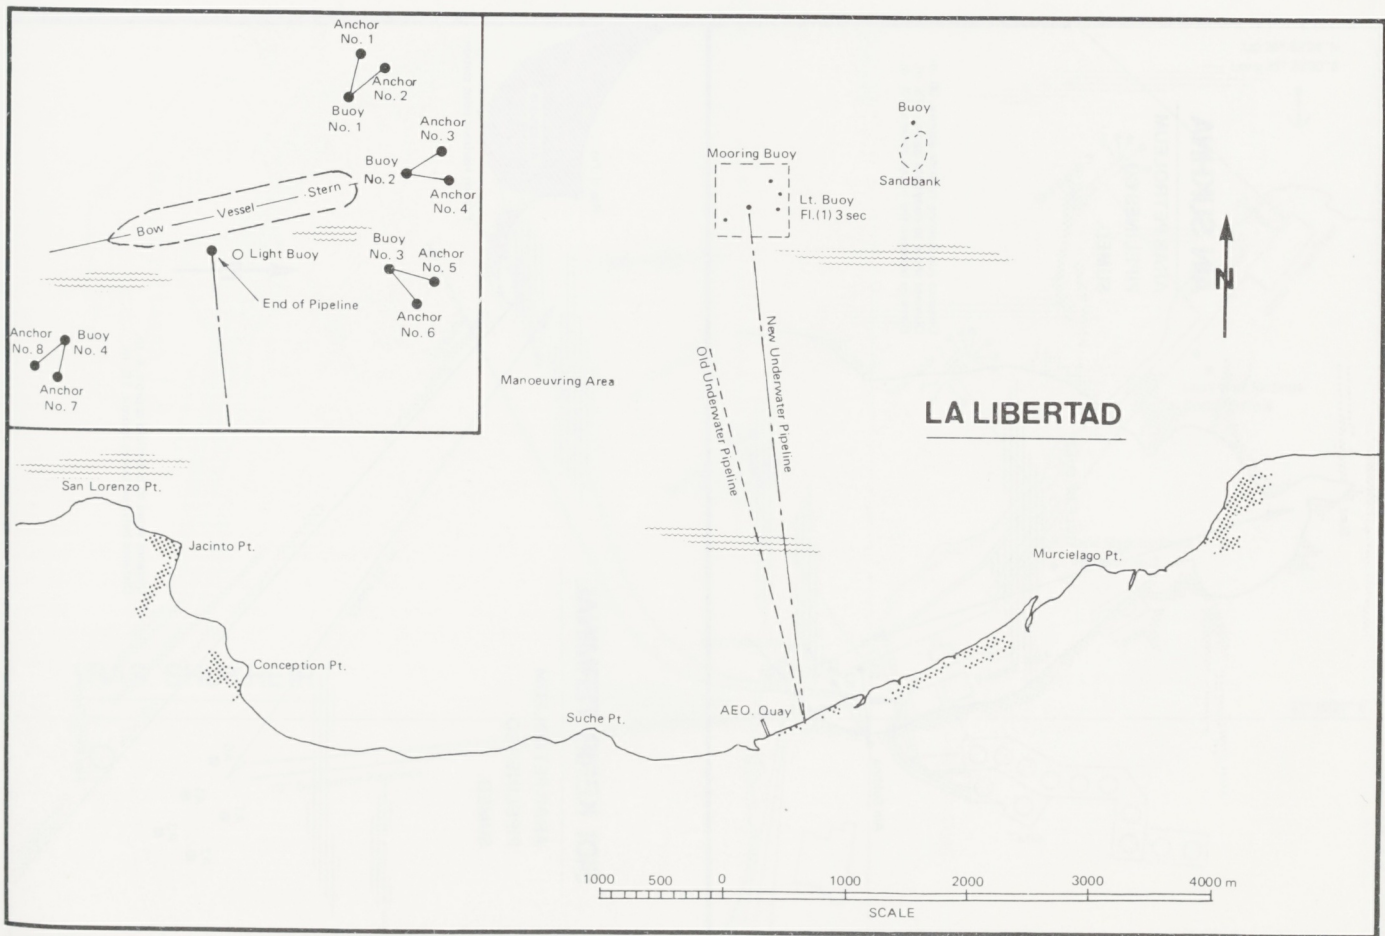 Anchor
No. 1
Anchor
No. 2
Buoy
No. 1
Anchor
No. 3
Buoy
No. 2
Anchor
No. 4
Stern
Vessel
Bow
Buoy
No. 3
Anchor
No. 5
Light Buoy
End of Pipeline
Anchor
No. 6
Anchor
No. 8
Buoy
No. 4
Anchor
No. 7
Buoy
Sandbank
Mooring Buoy
Lt. Buoy
Fl.(1) 3 sec
N
New Underwater Pipeline
Old Underwater Pipeline
Manoeuvring Area
LA LIBERTAD
San Lorenzo Pt.
Jacinto Pt.
Conception Pt.
Suche Pt.
AEO. Quay
Murcielago Pt.
1000 500 0 1000 2000 3000 4000 m
SCALE